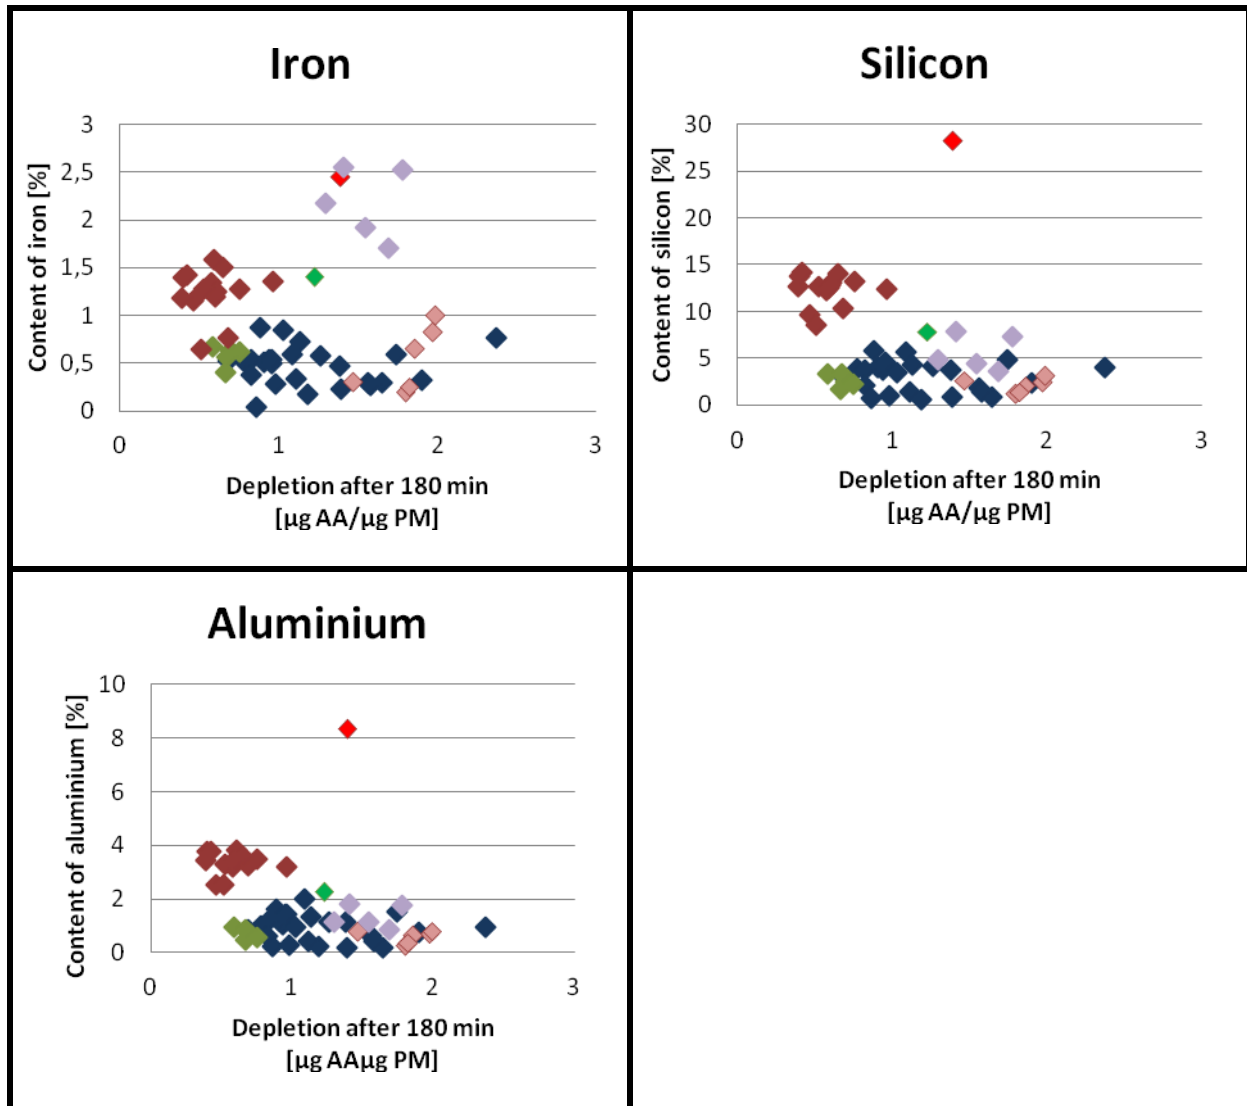 Iron
Content of iron [%]
3
2,5
2
1,5
1
0,5
0
0 1 2 3
Depletion after 180 min
[µg AA/µg PM]
Silicon
Content of silicon [%]
30
25
20
15
10
5
0
0 1 2 3
Depletion after 180 min
[µg AA/µg PM]
Aluminium
Content of aluminium [%]
10
8
6
4
2
0
0 1 2 3
Depletion after 180 min
[µg AAµg PM]